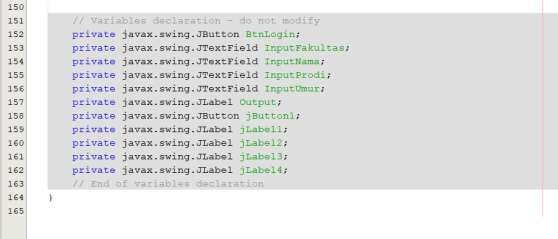 150
151 // Variables declaration - do not modify
152 private javax.swing.JButton BtnLogin;
153 private javax.swing.JTextField InputFakultas;
154 private javax.swing.JTextField InputNama;
155 private javax.swing.JTextField InputProdi;
156 private javax.swing.JTextField InputUmur;
157 private javax.swing.JLabel Output;
158 private javax.swing.JButton jButton1;
159 private javax.swing.JLabel jLabel1;
160 private javax.swing.JLabel jLabel2;
161 private javax.swing.JLabel jLabel3;
162 private javax.swing.JLabel jLabel4;
163 // End of variables declaration
164 }
165